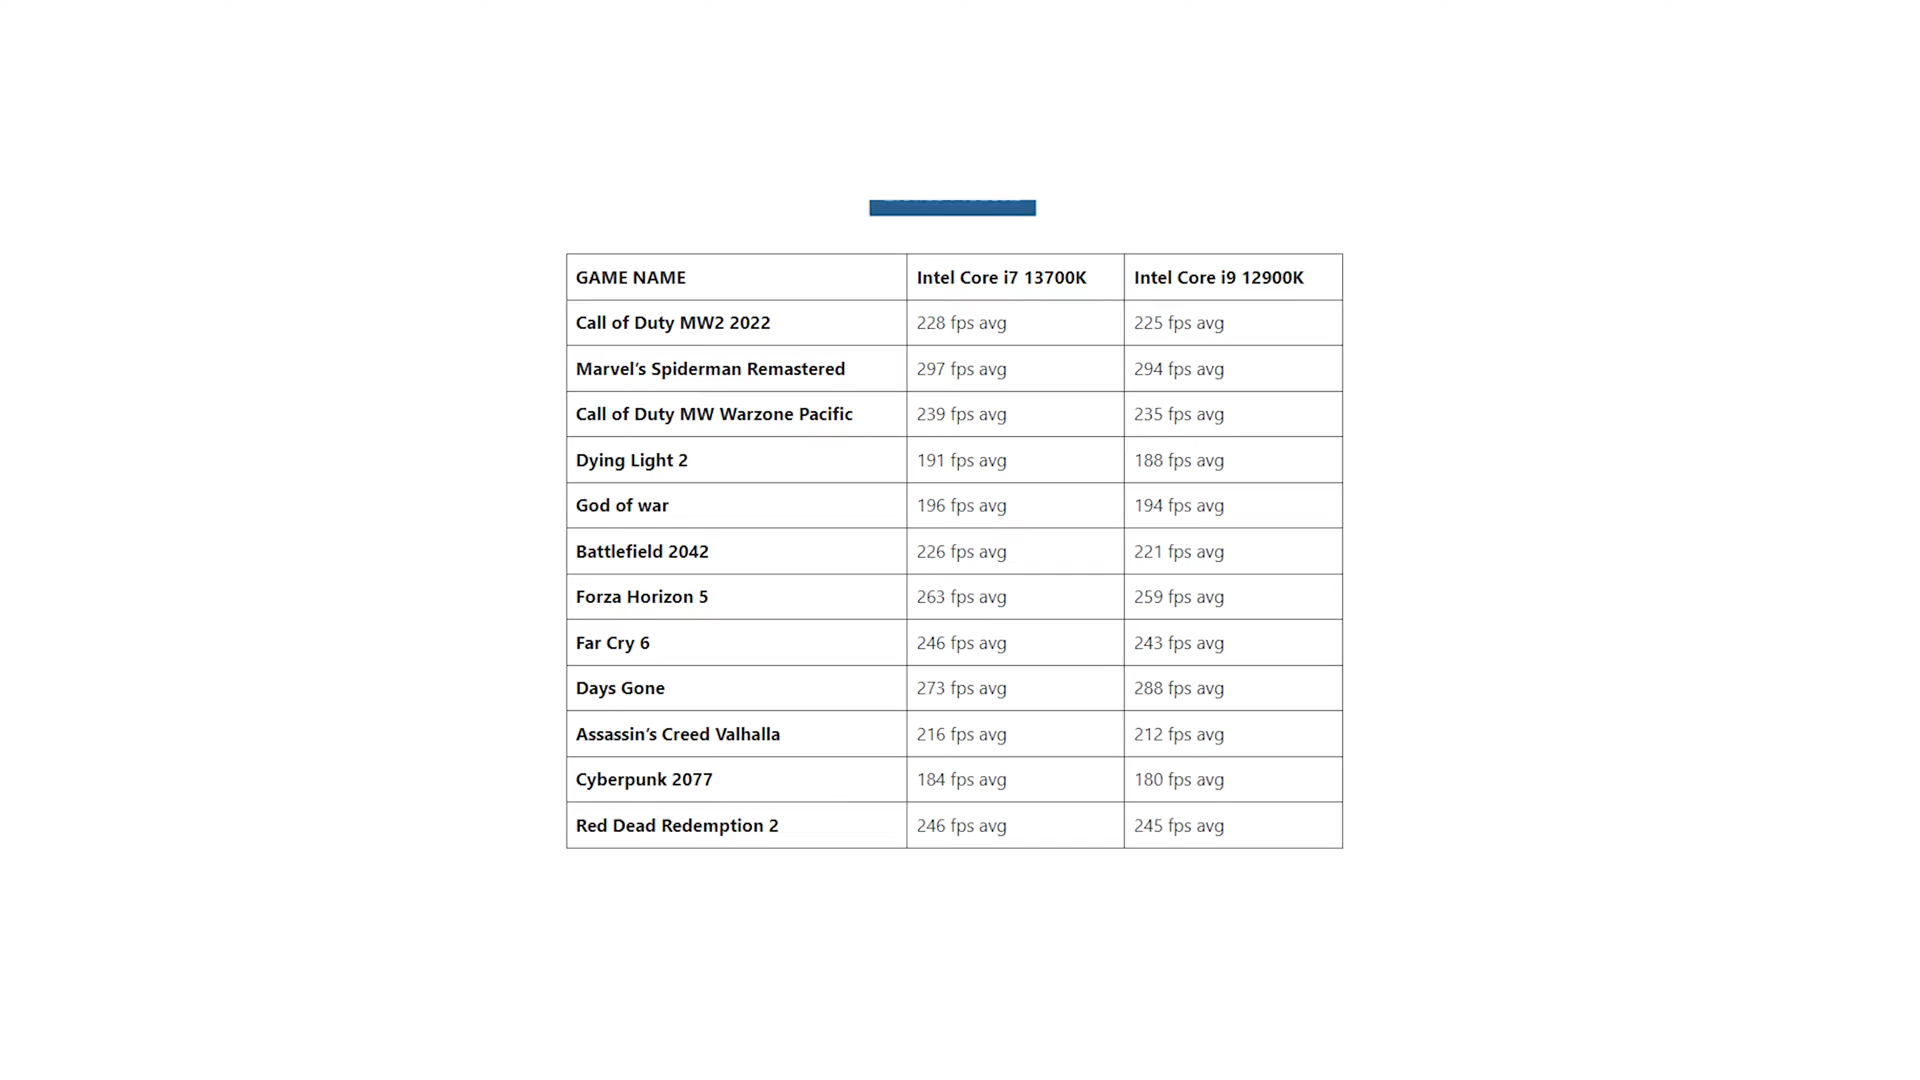 GAME NAME Intel Core i7 13700K Intel Core i9 12900K
Call of Duty MW2 2022 228 fps avg 225 fps avg
Marvel’s Spiderman Remastered 297 fps avg 294 fps avg
Call of Duty MW Warzone Pacific 239 fps avg 235 fps avg
Dying Light 2 191 fps avg 188 fps avg
God of war 196 fps avg 194 fps avg
Battlefield 2042 226 fps avg 221 fps avg
Forza Horizon 5 263 fps avg 259 fps avg
Far Cry 6 246 fps avg 243 fps avg
Days Gone 273 fps avg 288 fps avg
Assassin’s Creed Valhalla 216 fps avg 212 fps avg
Cyberpunk 2077 184 fps avg 180 fps avg
Red Dead Redemption 2 246 fps avg 245 fps avg